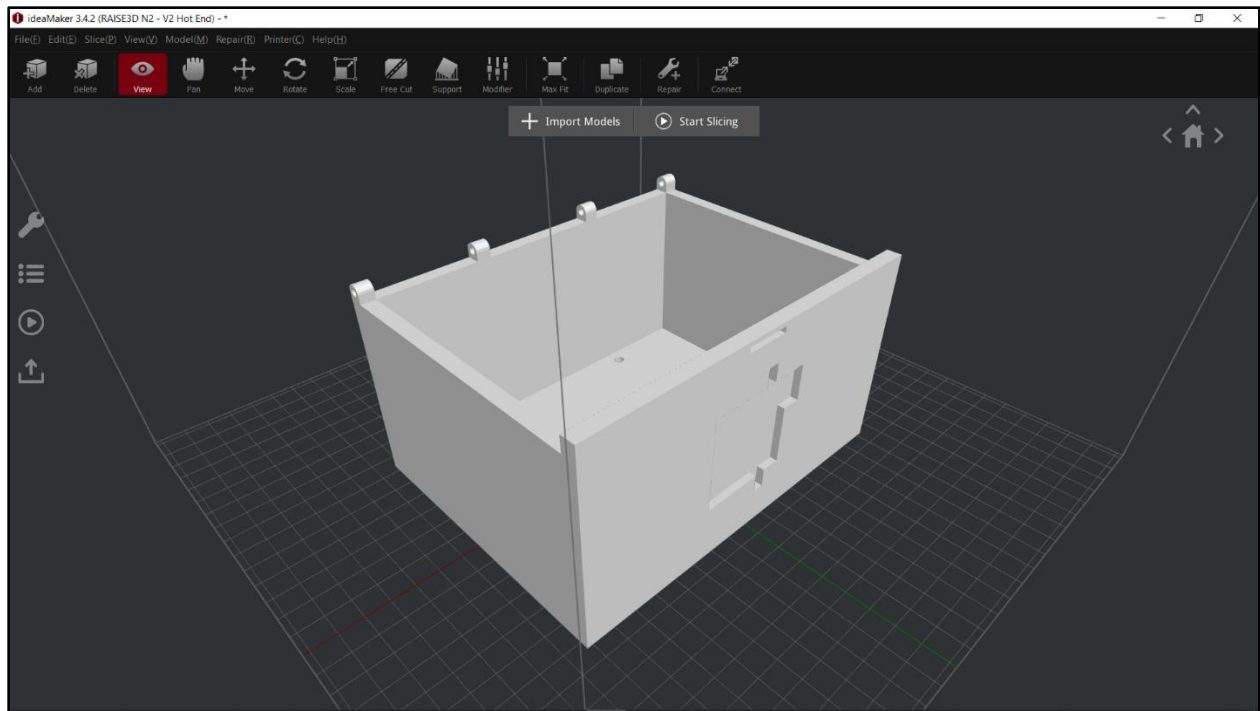 ideaMaker 3.4.2 (RAISE3D N2 - V2 Hot End) - *
File(F) Edit(E) Slice(P) View(V) Model(M) Repair(R) Printer(C) Help(H)
Add Delete View Pan Move Rotate Scale Free Cut Support Modifier Max Fit Duplicate Repair Connect
Import Models Start Slicing